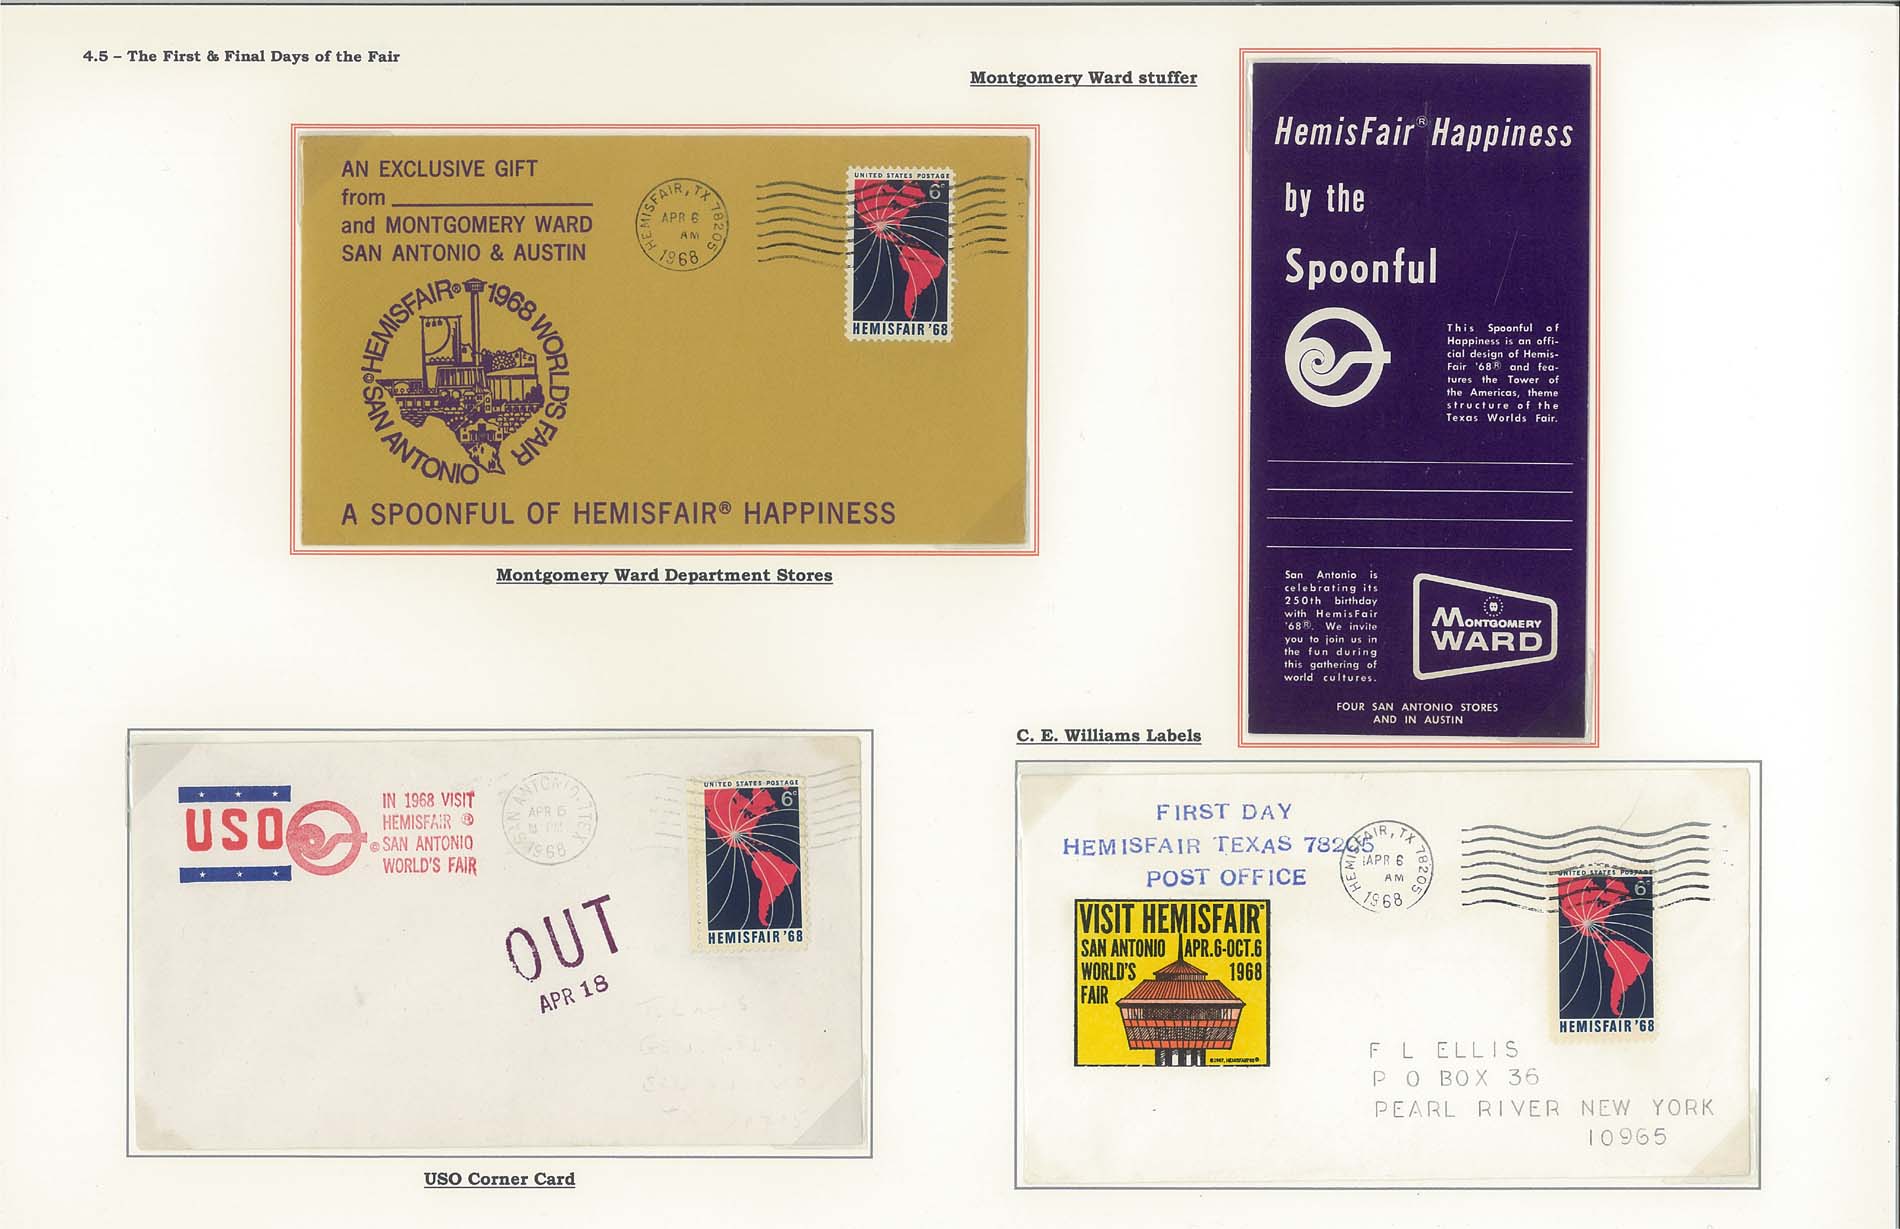 4.5 – The First & Final Days of the Fair
Montgomery Ward stuffer
AN EXCLUSIVE GIFT
from
and MONTGOMERY WARD
SAN ANTONIO & AUSTIN
©HEMISFAIR® 1968 WORLD'S FAIR
SAN ANTONIO
A SPOONFUL OF HEMISFAIR® HAPPINESS
HEMISFAIR, TX 78205
APR 6
AM
1968
UNITED STATES POSTAGE
6c
HEMISFAIR '68
Montgomery Ward Department Stores
HemisFair® Happiness
by the
Spoonful
This Spoonful of
Happiness is an offi-
cial design of Hemis-
Fair '68® and fea-
tures the Tower of
the Americas, theme
structure of the
Texas Worlds Fair.
San Antonio is
celebrating its
250th birthday
with HemisFair
'68®. We invite
you to join us in
the fun during
this gathering of
world cultures.
MONTGOMERY
WARD
FOUR SAN ANTONIO STORES
AND IN AUSTIN
USO
IN 1968 VISIT
HEMISFAIR ®
© SAN ANTONIO
WORLD'S FAIR
SAN ANTONIO, TEX
APR 6
PM
1968
UNITED STATES POSTAGE
6c
HEMISFAIR '68
OUT
APR 18
USO Corner Card
C. E. Williams Labels
FIRST DAY
HEMISFAIR TEXAS 78205
POST OFFICE
HEMISFAIR, TX 78205
APR 6
AM
1968
UNITED STATES POSTAGE
6c
HEMISFAIR '68
VISIT HEMISFAIR®
SAN ANTONIO APR.6-OCT.6
WORLD'S 1968
FAIR
©1967, HEMISFAIR'68®
F L ELLIS
P O BOX 36
PEARL RIVER NEW YORK
10965